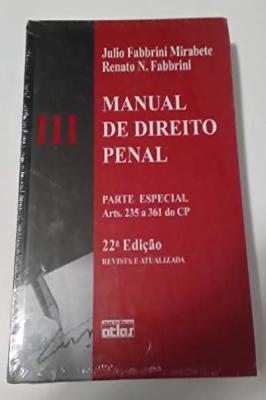 Julio Fabbrini Mirabete
Renato N. Fabbrini
III
MANUAL
DE DIREITO
PENAL
PARTE ESPECIAL
Arts. 235 a 361 do CP
22ª Edição
REVISTA E ATUALIZADA
atlas